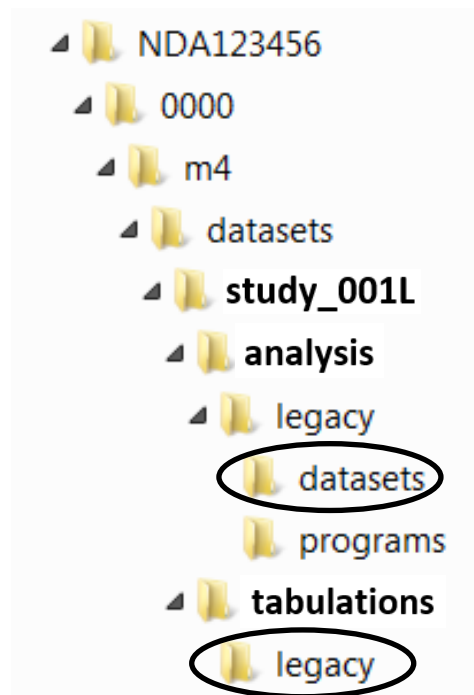 NDA123456
0000
m4
datasets
study_001L
analysis
legacy
datasets
programs
tabulations
legacy